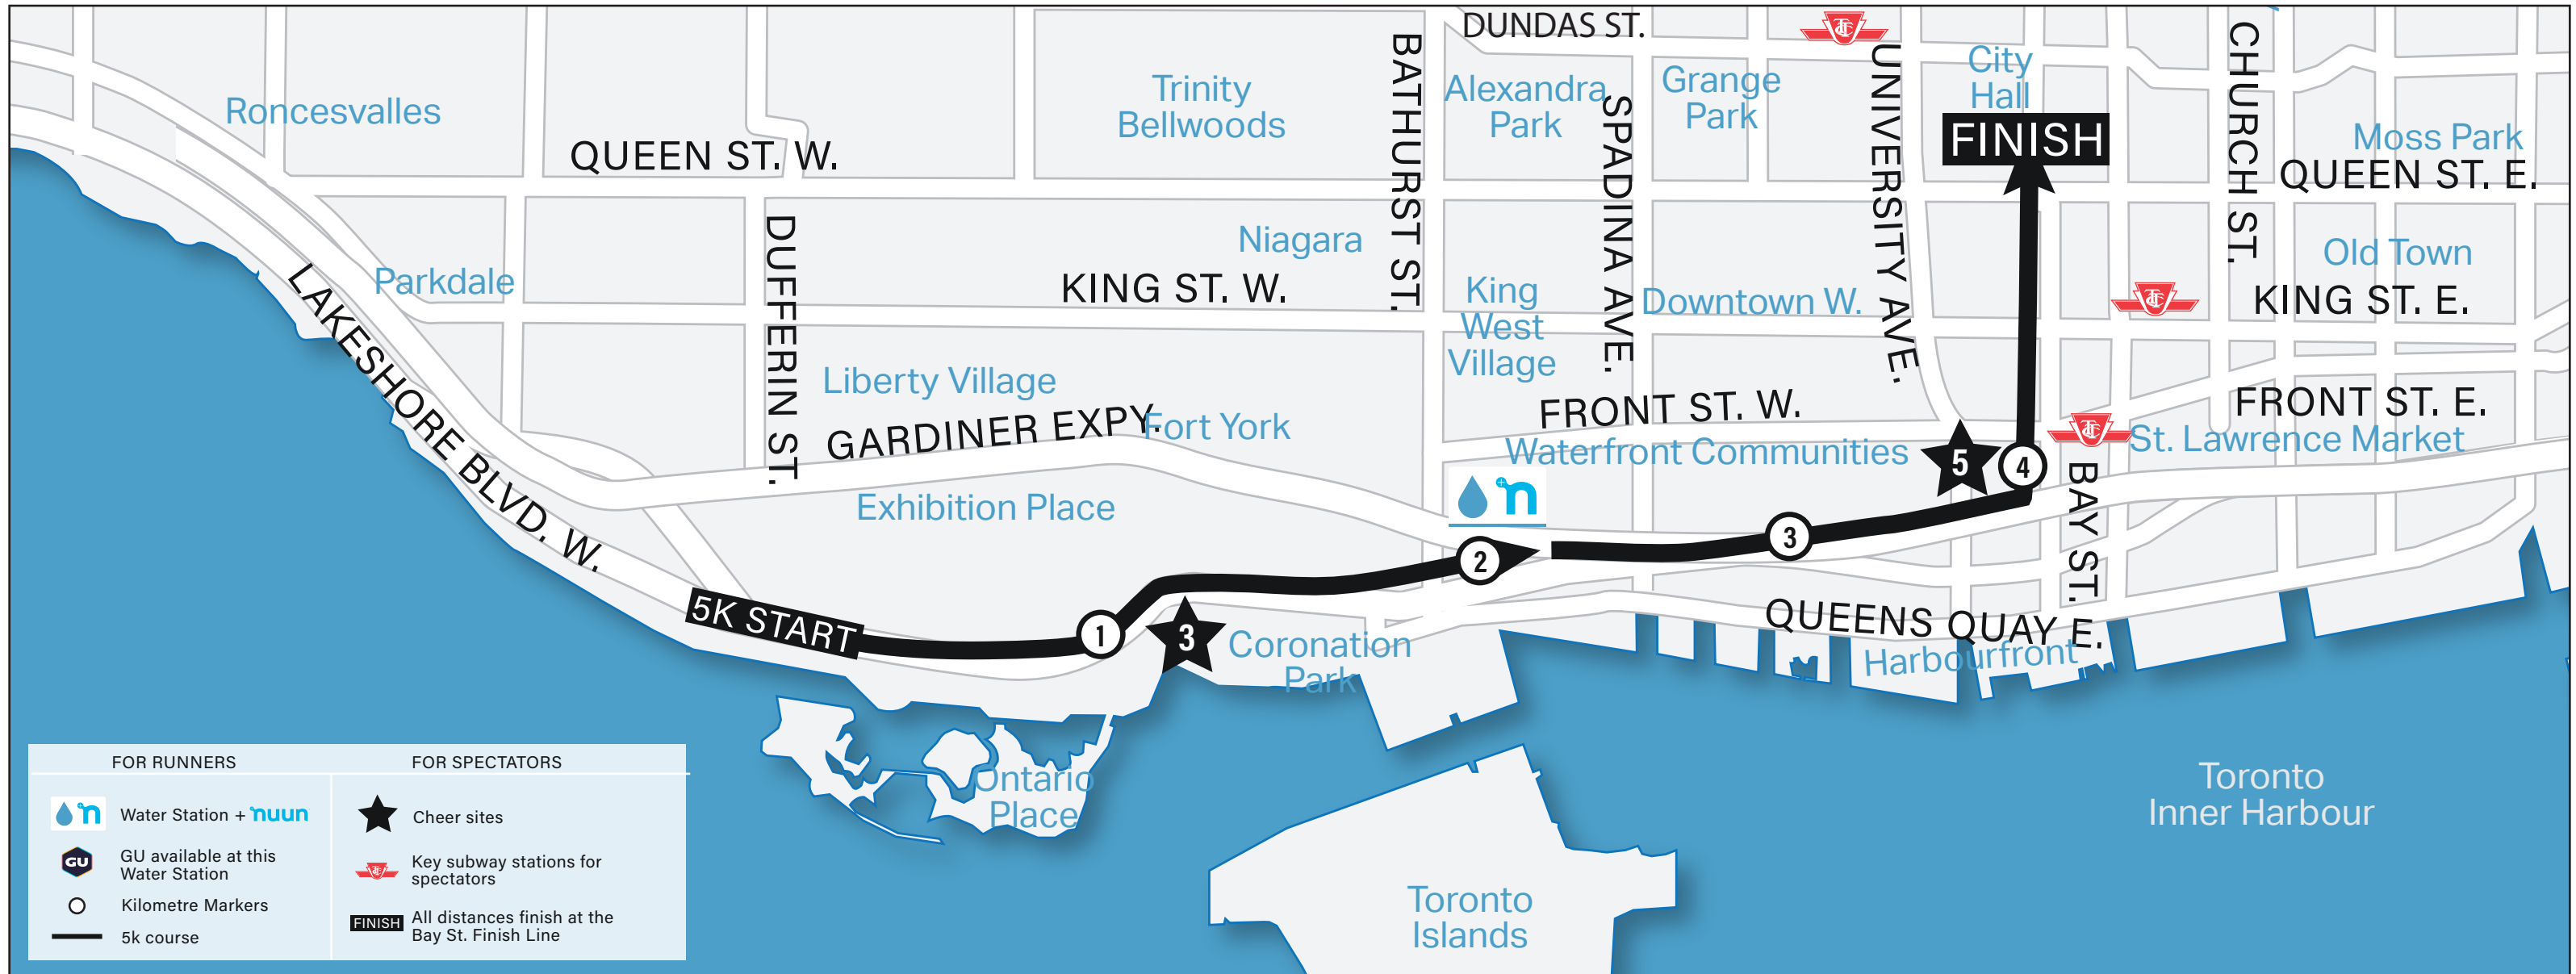 DUNDAS ST.
BATHURST ST.
SPADINA AVE.
UNIVERSITY AVE.
CHURCH ST.
City
Hall
FINISH
Roncesvalles
Trinity
Bellwoods
Alexandra
Park
Grange
Park
Moss Park
QUEEN ST. W.
QUEEN ST. E.
Niagara
Old Town
Parkdale
DUFFERIN ST.
KING ST. W.
King
West
Village
Downtown W.
KING ST. E.
LAKESHORE BLVD. W.
Liberty Village
GARDINER EXPY.
Fort York
FRONT ST. W.
FRONT ST. E.
Waterfront Communities
St. Lawrence Market
Exhibition Place
n
5
4
BAY ST.
3
2
5K START
1
3
Coronation
Park
QUEENS QUAY E.
Harbourfront
Ontario
Place
Toronto
Inner Harbour
Toronto
Islands
FOR RUNNERS
n
Water Station + nuun
GU
GU available at this
Water Station
Kilometre Markers
5k course
FOR SPECTATORS
Cheer sites
Key subway stations for
spectators
FINISH
All distances finish at the
Bay St. Finish Line